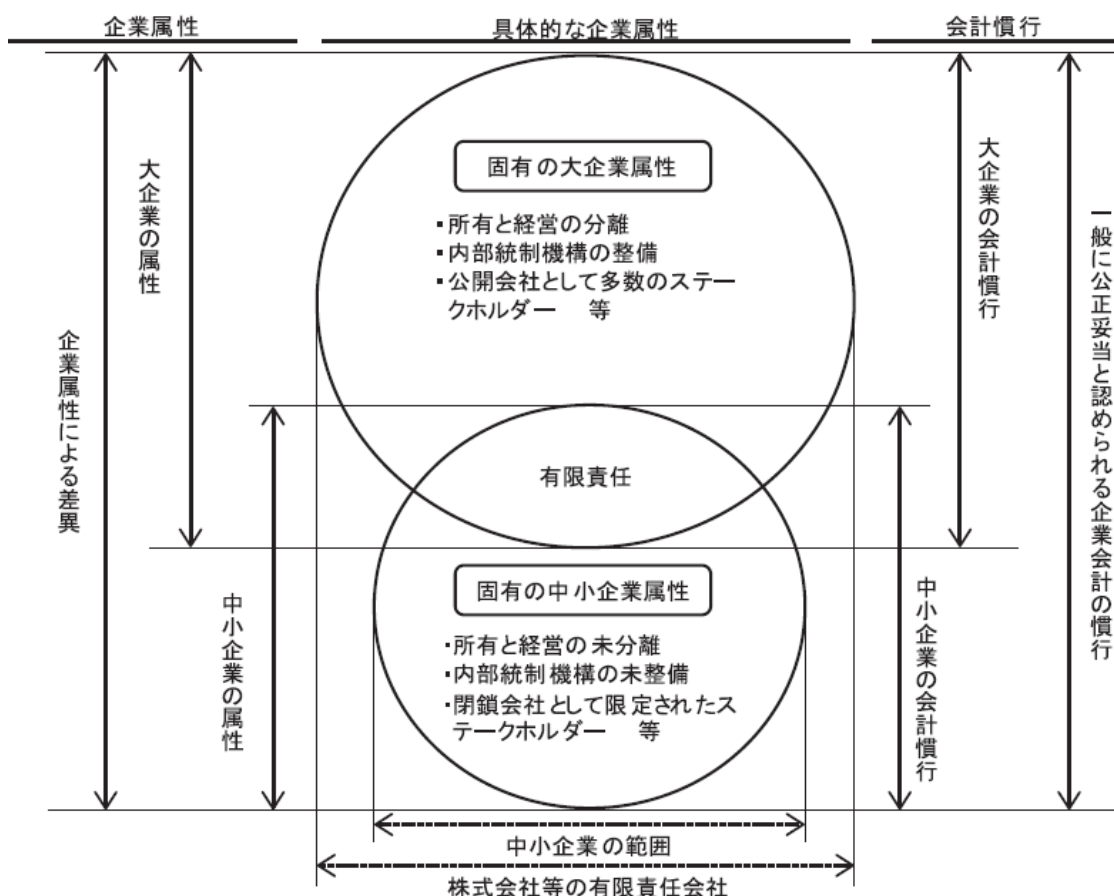 企業属性
具体的な企業属性
会計慣行
企業属性による差異
大企業の属性
中小企業の属性
固有の大企業属性
・所有と経営の分離
・内部統制機構の整備
・公開会社として多数のステー
クホルダー 等
有限責任
固有の中小企業属性
・所有と経営の未分離
・内部統制機構の未整備
・閉鎖会社として限定されたス
テークホルダー 等
大企業の会計慣行
中小企業の会計慣行
一般に公正妥当と認められる企業会計の慣行
中小企業の範囲
株式会社等の有限責任会社